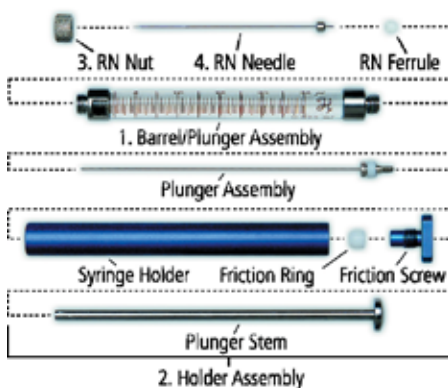 3. RN Nut 4. RN Needle RN Ferrule
1. Barrel/Plunger Assembly
Plunger Assembly
Syringe Holder Friction Ring Friction Screw
Plunger Stem
2. Holder Assembly